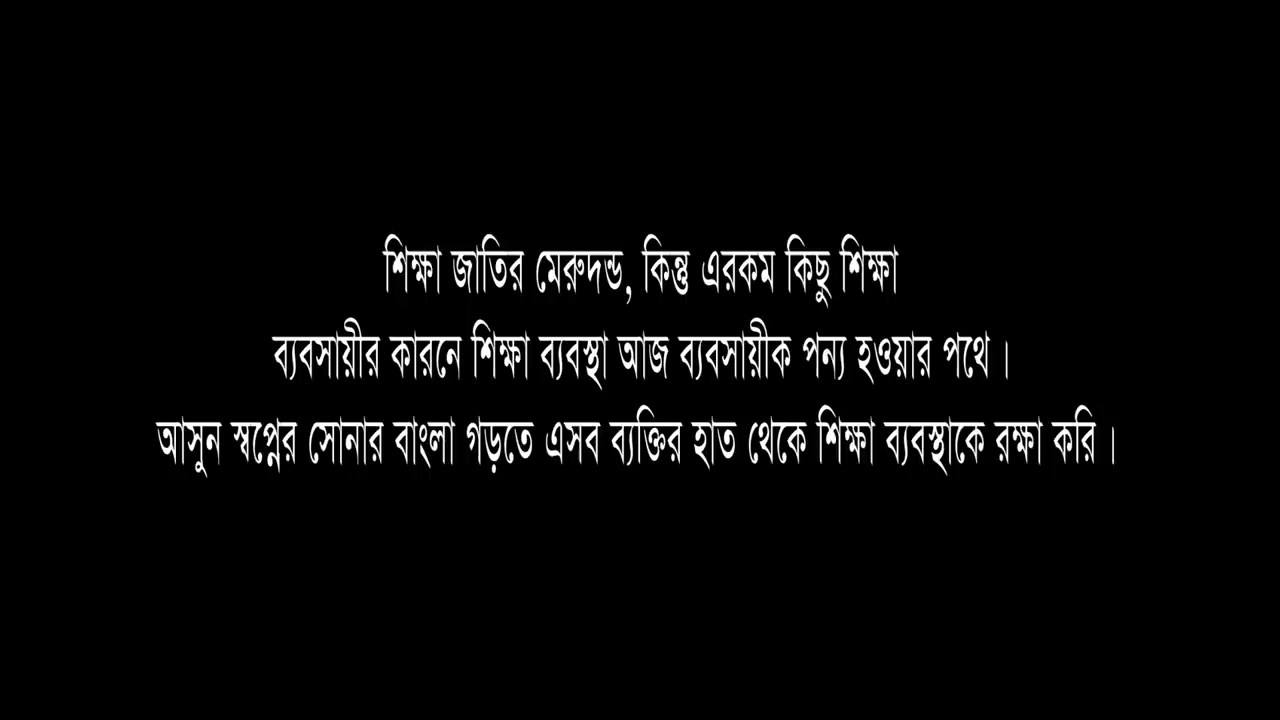 শিক্ষা জাতির মেরুদন্ড, কিন্তু এরকম কিছু শিক্ষা
ব্যবসায়ীর কারনে শিক্ষা ব্যবস্থা আজ ব্যবসায়ীক পন্য হওয়ার পথে।
আসুন স্বপ্নের সোনার বাংলা গড়তে এসব ব্যক্তির হাত থেকে শিক্ষা ব্যবস্থাকে রক্ষা করি।